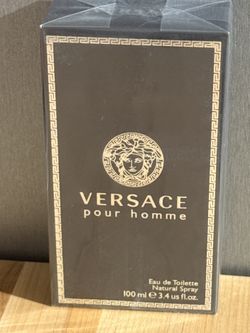 VERSACE
pour homme
Eau de Toilette
Natural Spray
100 ml ℮ 3.4 us fl.oz.